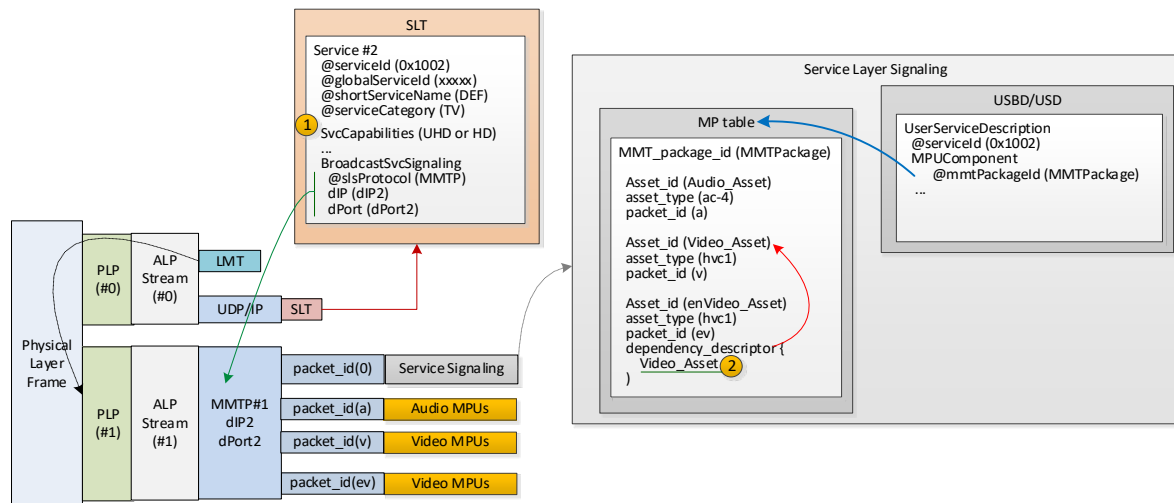 SLT
Service #2
@serviceId (0x1002)
@globalServiceId (xxxxx)
@shortServiceName (DEF)
@serviceCategory (TV)
1
SvcCapabilities (UHD or HD)
...
BroadcastSvcSignaling
@slsProtocol (MMTP)
dIP (dIP2)
dPort (dPort2)
Service Layer Signaling
MP table
MMT_package_id (MMTPackage)
Asset_id (Audio_Asset)
asset_type (ac-4)
packet_id (a)
Asset_id (Video_Asset)
asset_type (hvc1)
packet_id (v)
Asset_id (enVideo_Asset)
asset_type (hvc1)
packet_id (ev)
dependency_descriptor {
Video_Asset
2
)
USBD/USD
UserServiceDescription
@serviceId (0x1002)
MPUComponent
@mmtPackageId (MMTPackage)
...
Physical
Layer
Frame
PLP
(#0)
ALP
Stream
(#0)
LMT
UDP/IP
SLT
PLP
(#1)
ALP
Stream
(#1)
MMTP#1
dIP2
dPort2
packet_id(0)
Service Signaling
packet_id(a)
Audio MPUs
packet_id(v)
Video MPUs
packet_id(ev)
Video MPUs